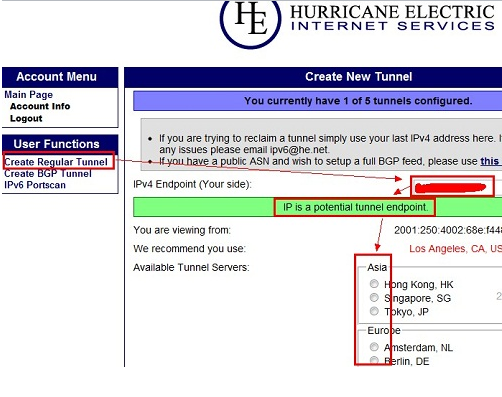 HE
HURRICANE ELECTRIC
INTERNET SERVICES
Account Menu
Main Page
Account Info
Logout
User Functions
Create Regular Tunnel
Create BGP Tunnel
IPv6 Portscan
Create New Tunnel
You currently have 1 of 5 tunnels configured.
If you are trying to reclaim a tunnel simply use your last IPv4 address here. I
any issues please email ipv6@he.net.
If you have a public ASN and wish to setup a full BGP feed, please use this
IPv4 Endpoint (Your side):
IP is a potential tunnel endpoint.
You are viewing from: 2001:250:4002:68e:f448
We recommend you use: Los Angeles, CA, US
Available Tunnel Servers:
Asia
Hong Kong, HK
Singapore, SG 2
Tokyo, JP
Europe
Amsterdam, NL
Berlin, DE